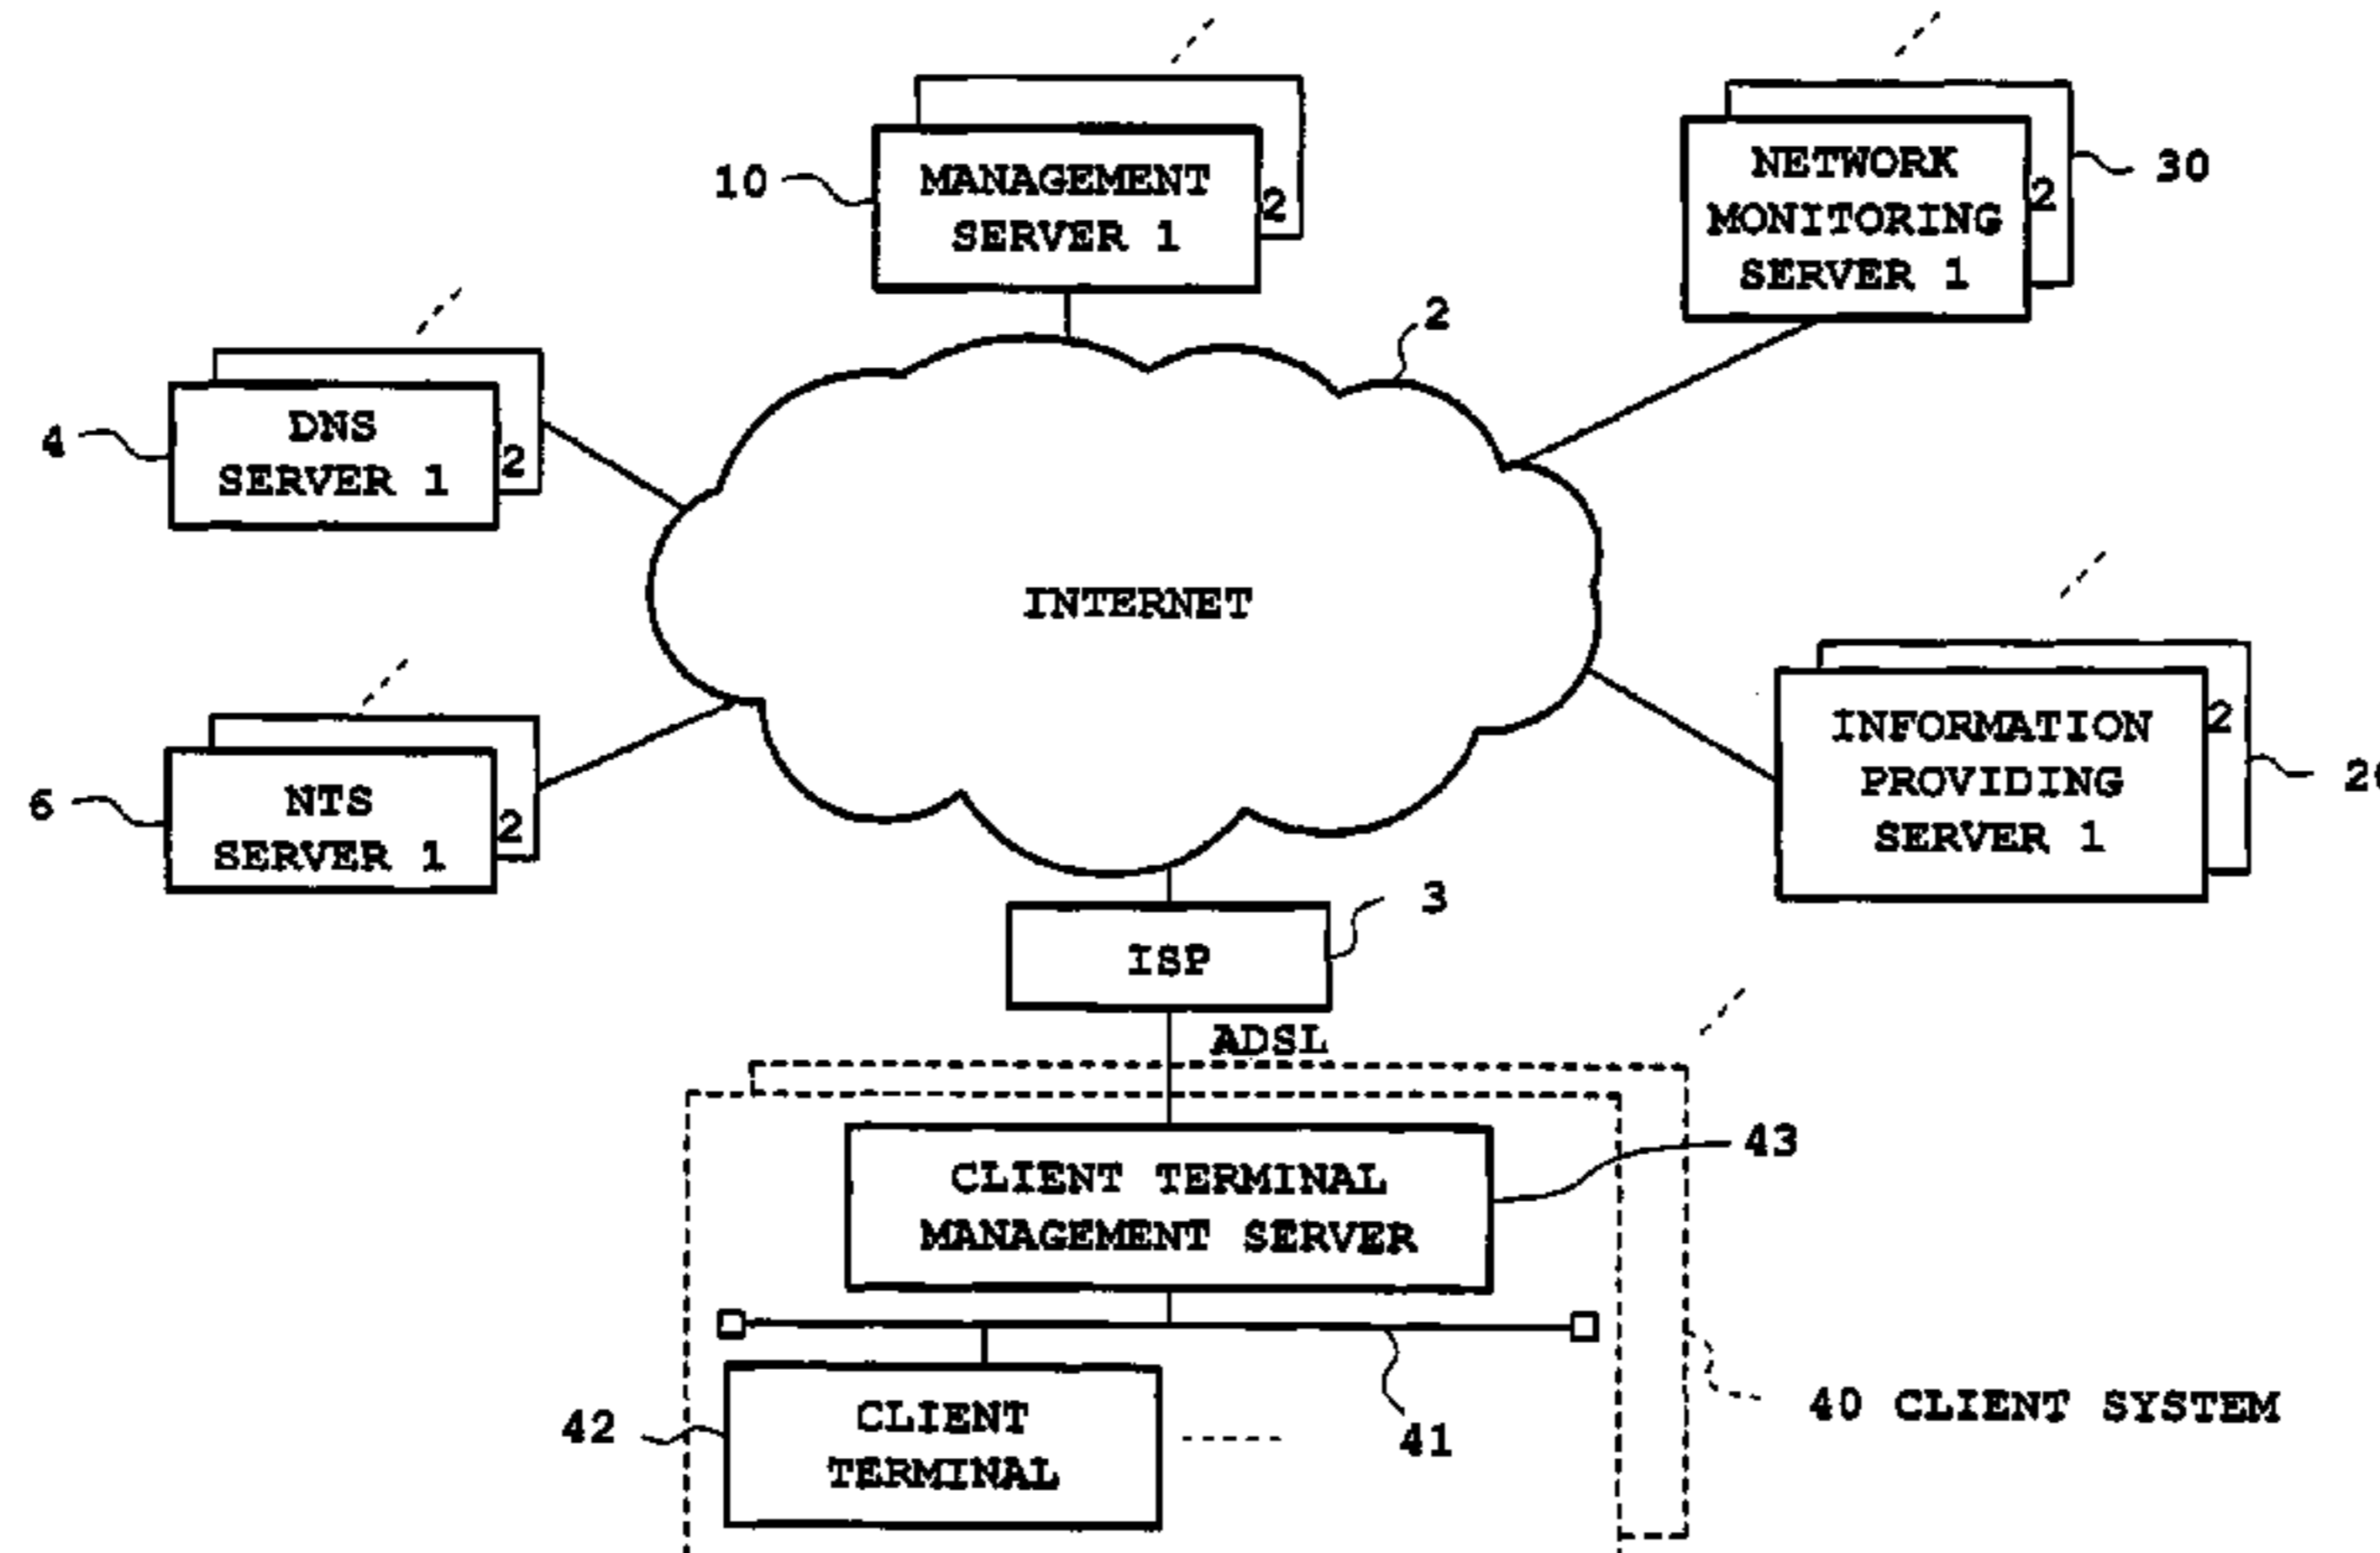 10
MANAGEMENT
SERVER 1
2
NETWORK
MONITORING
SERVER 1
2
30
2
4
DNS
SERVER 1
2
INTERNET
6
NTS
SERVER 1
2
INFORMATION
PROVIDING
SERVER 1
2
ISP
3
ADSL
CLIENT TERMINAL
MANAGEMENT SERVER
43
42
CLIENT
TERMINAL
41
40 CLIENT SYSTEM